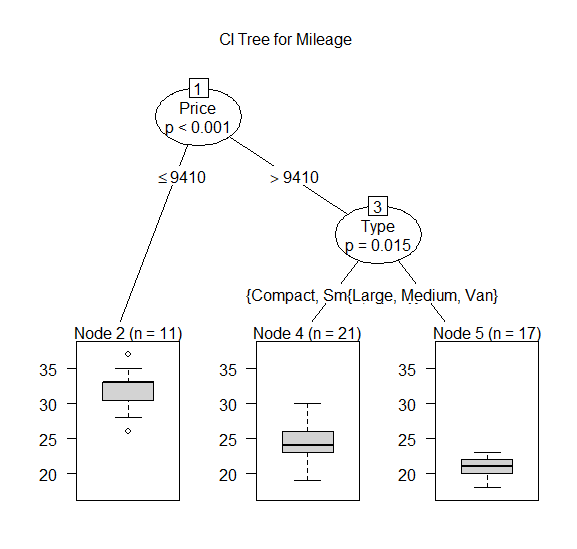 CI Tree for Mileage
1
Price
p < 0.001
≤ 9410
> 9410
3
Type
p = 0.015
{Compact, Sm{Large, Medium, Van}
Node 2 (n = 11)
35
30
25
20
Node 4 (n = 21)
35
30
25
20
Node 5 (n = 17)
35
30
25
20